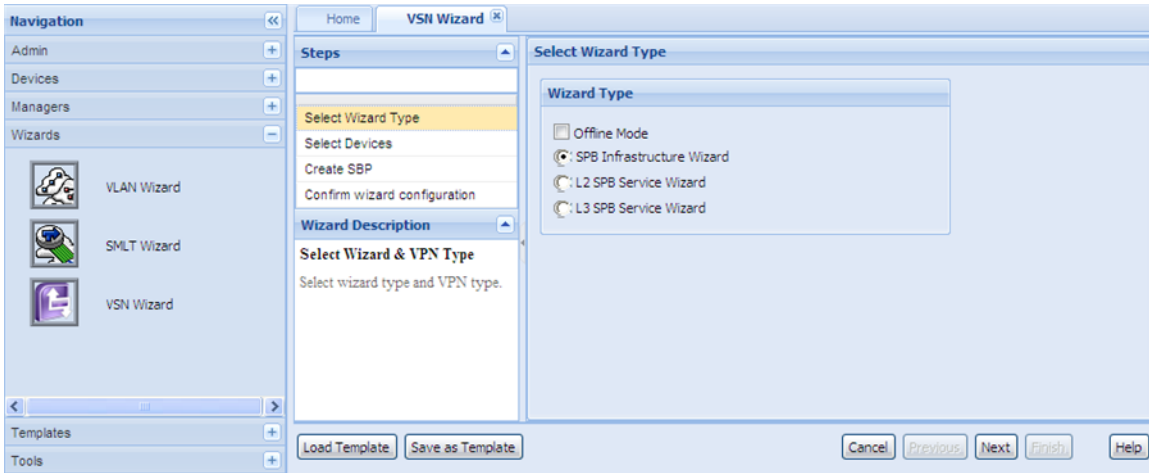 Navigation
Admin
Devices
Managers
Wizards
VLAN Wizard
SMLT Wizard
VSN Wizard
Templates
Tools
Home
VSN Wizard
Steps
Select Wizard Type
Select Devices
Create SBP
Confirm wizard configuration
Wizard Description
Select Wizard & VPN Type
Select wizard type and VPN type.
Load Template
Save as Template
Select Wizard Type
Wizard Type
Offline Mode
SPB Infrastructure Wizard
L2 SPB Service Wizard
L3 SPB Service Wizard
Cancel
Previous
Next
Finish
Help